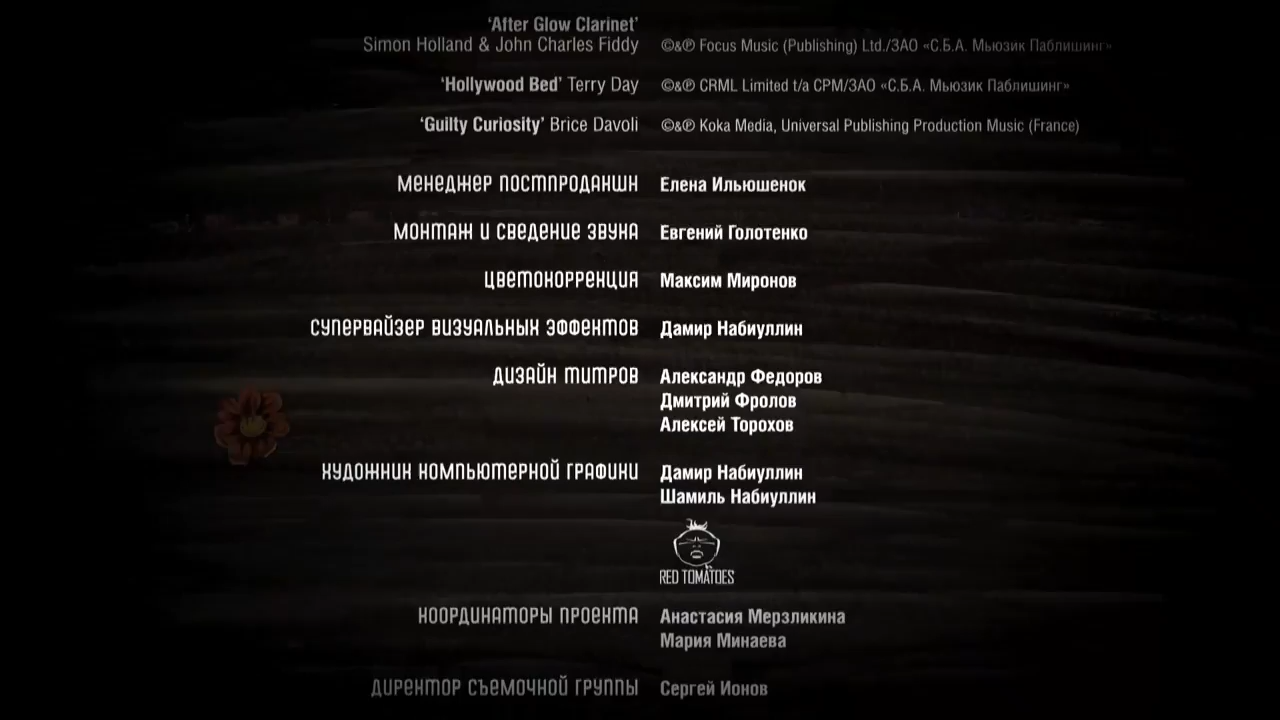 ‘After Glow Clarinet’
Simon Holland & John Charles Fiddy ©&℗ Focus Music (Publishing) Ltd./ЗАО «С.Б.А. Мьюзик Паблишинг»
‘Hollywood Bed’ Terry Day ©&℗ CRML Limited t/a CPM/ЗАО «С.Б.А. Мьюзик Паблишинг»
‘Guilty Curiosity’ Brice Davoli ©&℗ Koka Media, Universal Publishing Production Music (France)
менеджер постпродакшн Елена Ильюшенок
монтаж и сведение звука Евгений Голотенко
цветокоррекция Максим Миронов
супервайзер визуальных эффектов Дамир Набиуллин
дизайн титров Александр Федоров
Дмитрий Фролов
Алексей Торохов
художник компьютерной графики Дамир Набиуллин
Шамиль Набиуллин
RED TOMATOES
координаторы проекта Анастасия Мерзликина
Мария Минаева
директор съемочной группы Сергей Ионов